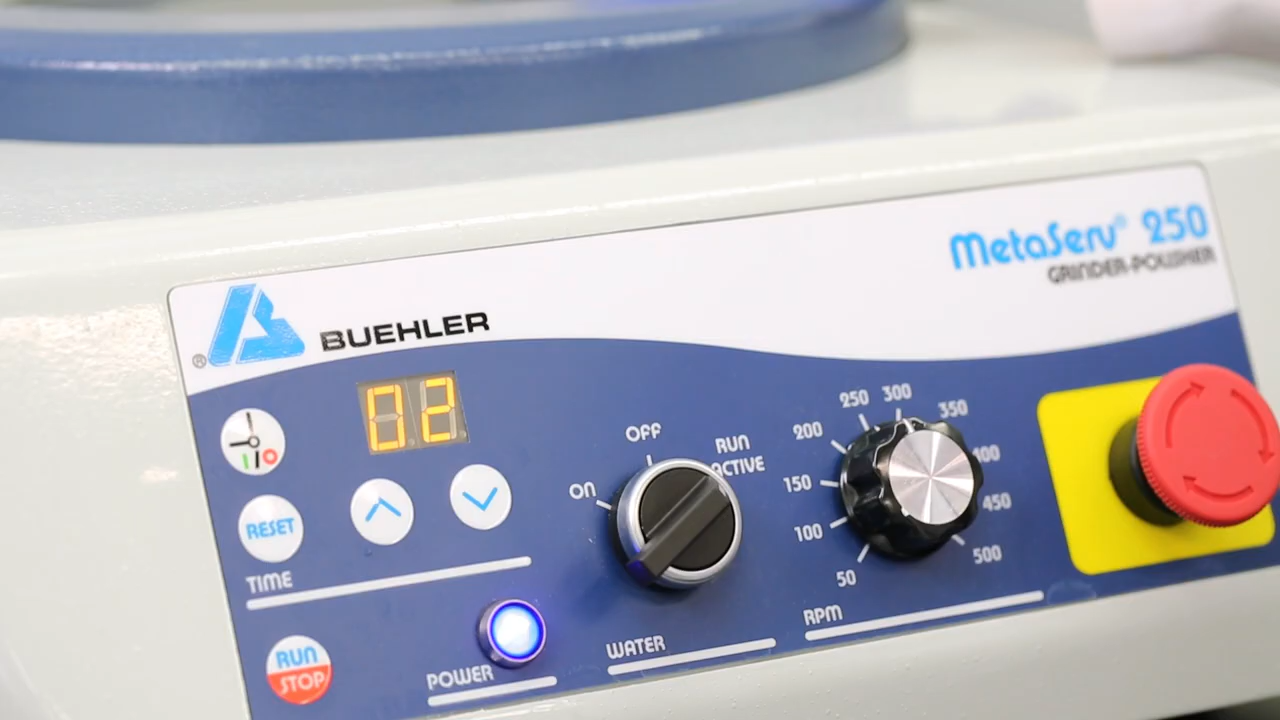 MetaServ® 250
GRINDER-POLISHER
® BUEHLER
02
OFF
ON
RUN
ACTIVE
RESET
TIME
RUN
STOP
POWER
WATER
50
100
150
200
250
300
350
400
450
500
RPM